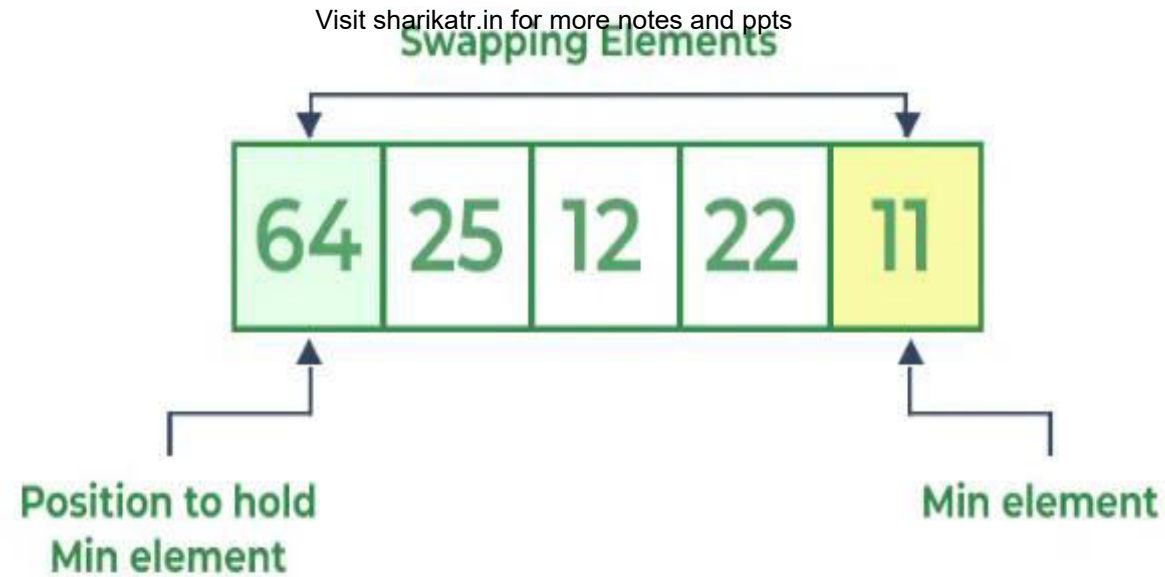 Visit sharikatr.in for more notes and ppts
Swapping Elements
64 25 12 22 11
Position to hold
Min element
Min element